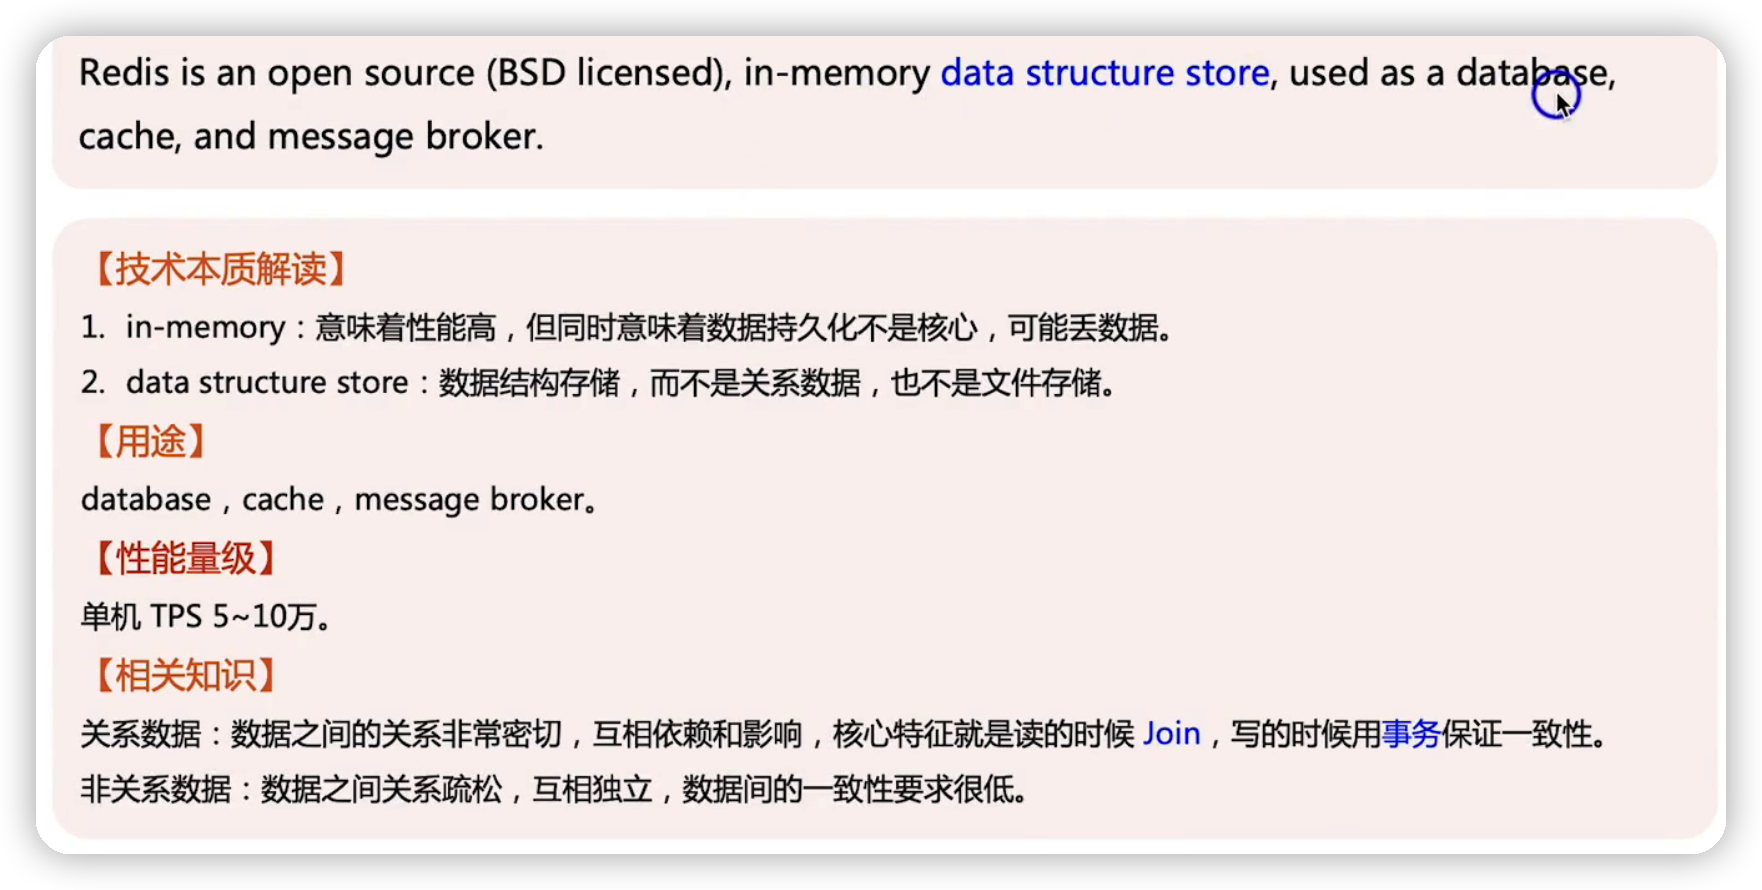 Redis is an open source (BSD licensed), in-memory data structure store, used as a database,
cache, and message broker.
【技术本质解读】
1. in-memory：意味着性能高，但同时意味着数据持久化不是核心，可能丢数据。
2. data structure store：数据结构存储，而不是关系数据，也不是文件存储。
【用途】
database，cache，message broker。
【性能量级】
单机 TPS 5~10万。
【相关知识】
关系数据：数据之间的关系非常密切，互相依赖和影响，核心特征就是读的时候 Join，写的时候用事务保证一致性。
非关系数据：数据之间关系疏松，互相独立，数据间的一致性要求很低。